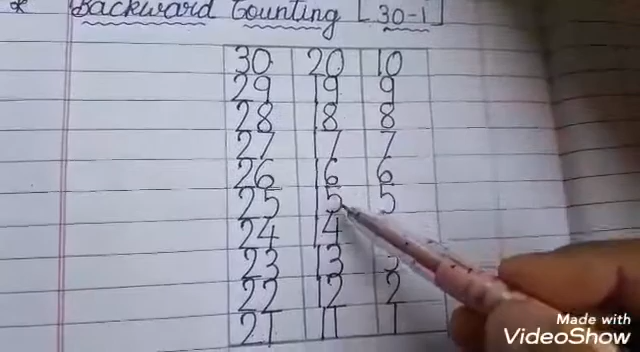 * Backward Counting [30-1]
30 20 10
29 19 9
28 18 8
27 17 7
26 16 6
25 15 5
24 14
23 13 3
22 12 2
21 11 1
Made with
VideoShow